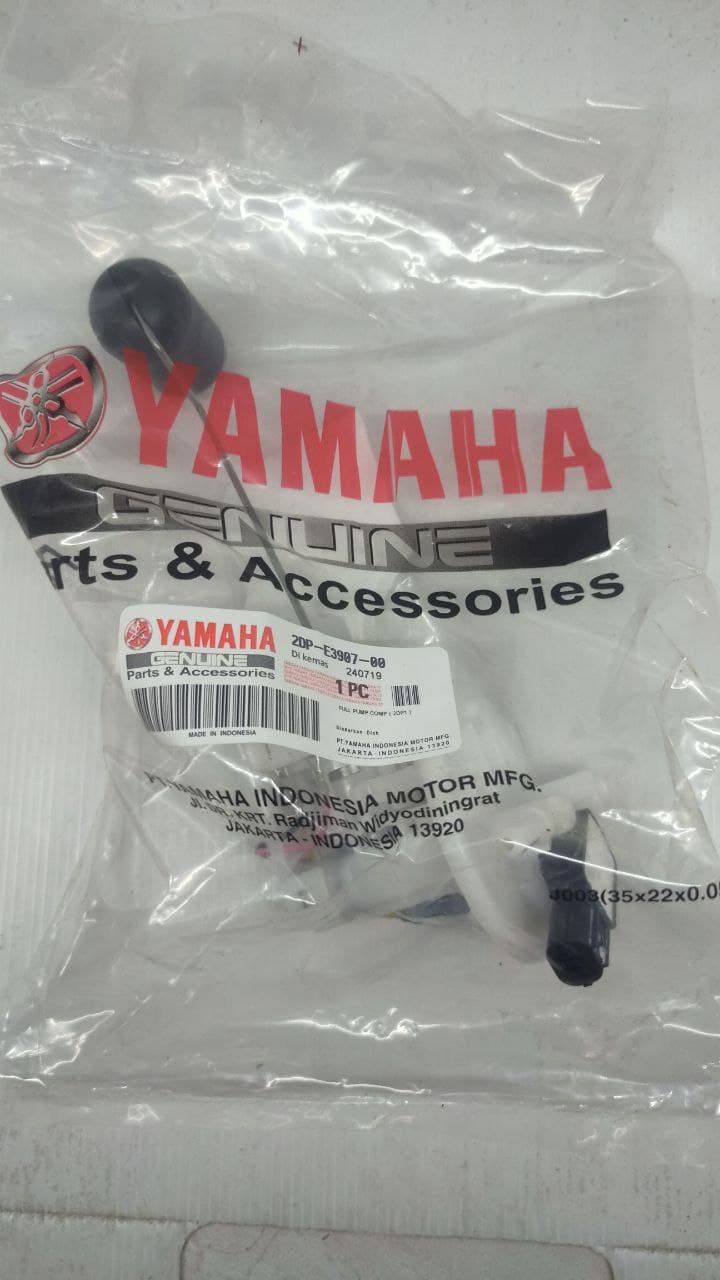 YAMAHA
GENUINE
rts & Accessories
YAMAHA
GENUINE
Parts & Accessories
MADE IN INDONESIA
2DP-E3907-00
Di kemas 240719
1 PC
FULL PUMP COMP ( 2DP1 )
PT.YAMAHA INDONESIA MOTOR MFG.
JAKARTA - INDONESIA 13920
PT.YAMAHA INDONESIA MOTOR MFG.
Jl. DR. KRT. Radjiman Widyodiningrat
JAKARTA - INDONESIA 13920
J003(35x22x0.0